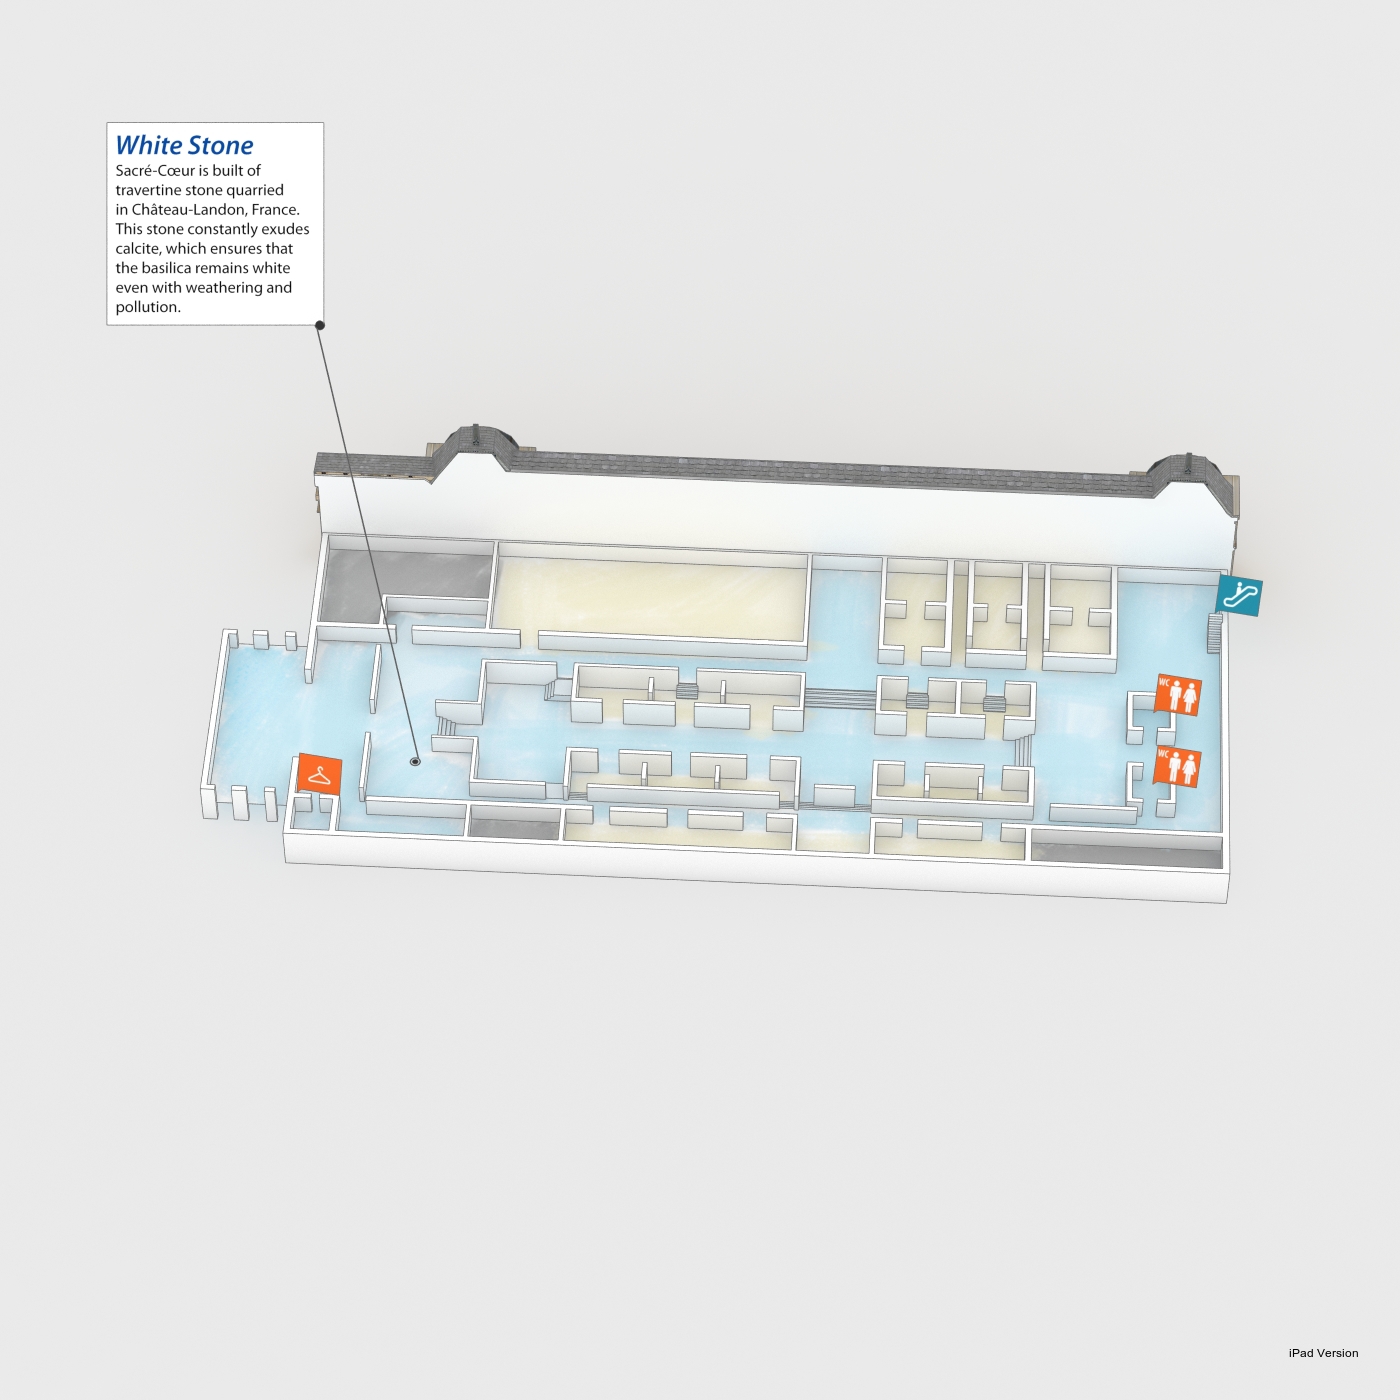 White Stone
Sacré-Cœur is built of
travertine stone quarried
in Château-Landon, France.
This stone constantly exudes
calcite, which ensures that
the basilica remains white
even with weathering and
pollution.
WC
WC
iPad Version